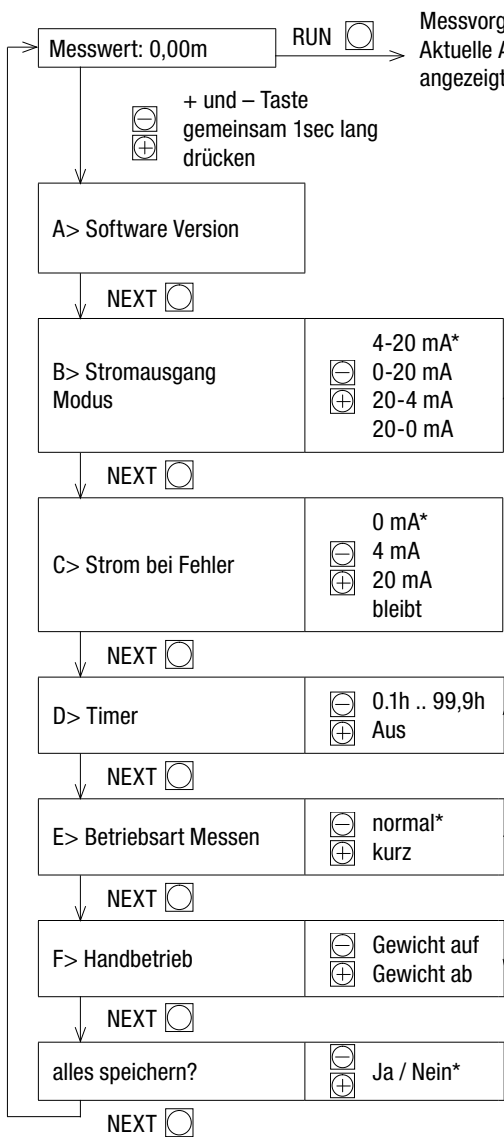 Messwert: 0,00m
RUN
Aktuelle
+ und – Taste
gemeinsam 1sec lang
drücken
A> Software Version
NEXT
B> Stromausgang
Modus
4-20 mA*
0-20 mA
20-4 mA
20-0 mA
NEXT
C> Strom bei Fehler
0 mA*
4 mA
20 mA
bleibt
NEXT
D> Timer
0.1h .. 99,9h
Aus
NEXT
E> Betriebsart Messen
normal*
kurz
NEXT
F> Handbetrieb
Gewicht auf
Gewicht ab
NEXT
alles speichern?
Ja / Nein*
NEXT